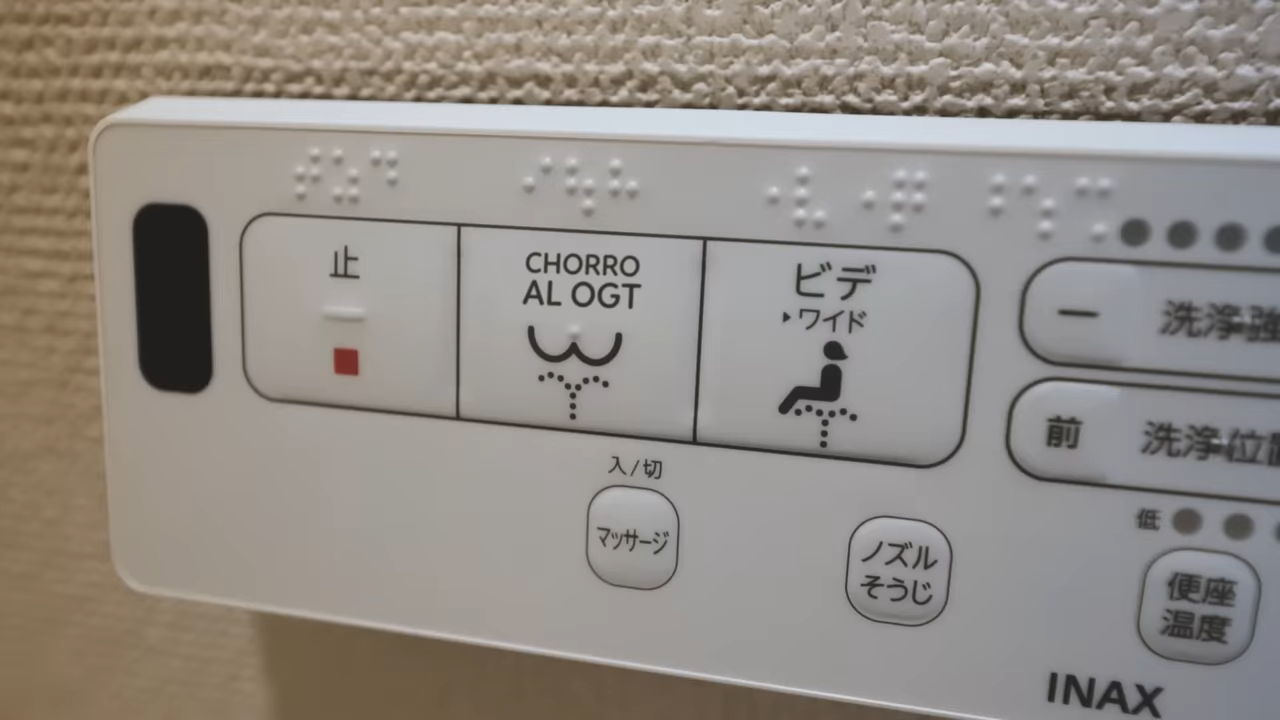 止
CHORRO
AL OGT
ビデ
▸ワイド
－ 洗浄強
前 洗浄位
入/切
マッサージ
ノズル
そうじ
低
便座
温度
INAX